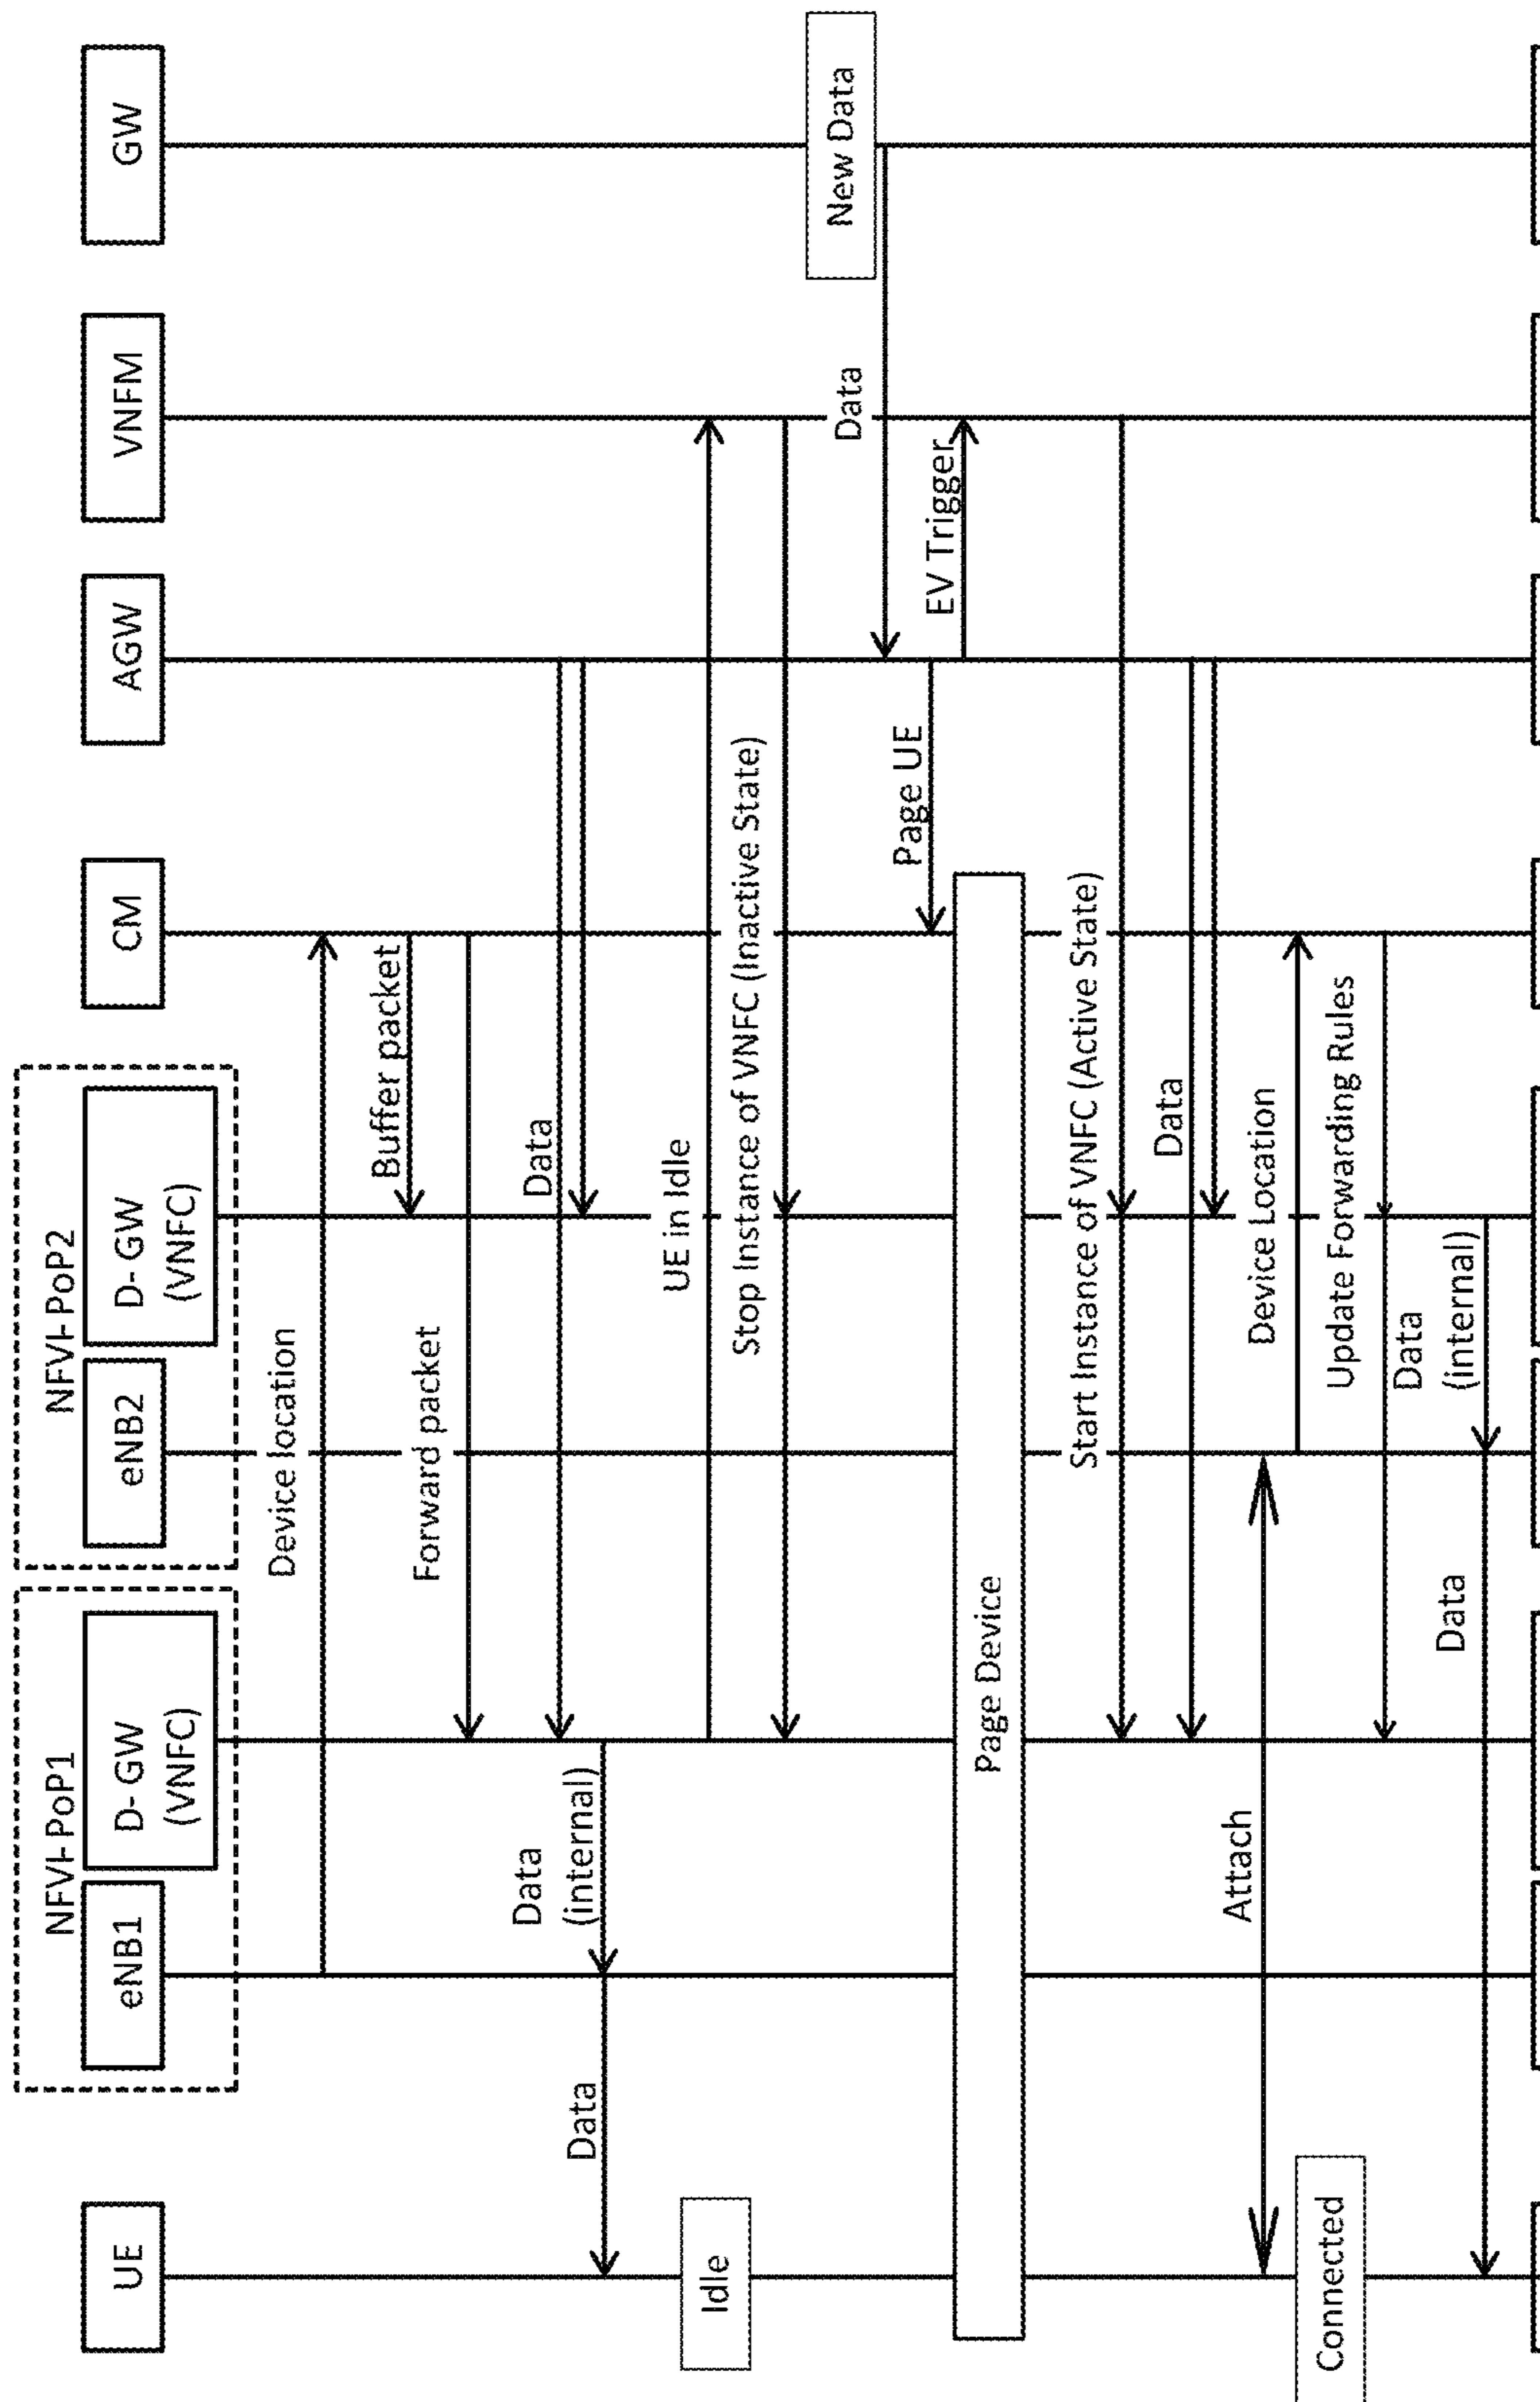 NFVI-PoP1
NFVI-PoP2
UE
eNB1
D- GW
(VNFC)
eNB2
D- GW
(VNFC)
CM
AGW
VNFM
GW
Device location
Buffer packet
Forward packet
Data
Data
(internal)
Data
UE in Idle
Idle
Stop Instance of VNFC (Inactive State)
New Data
Data
Page UE
EV Trigger
Page Device
Start Instance of VNFC (Active State)
Data
Attach
Device Location
Connected
Update Forwarding Rules
Data
(internal)
Data